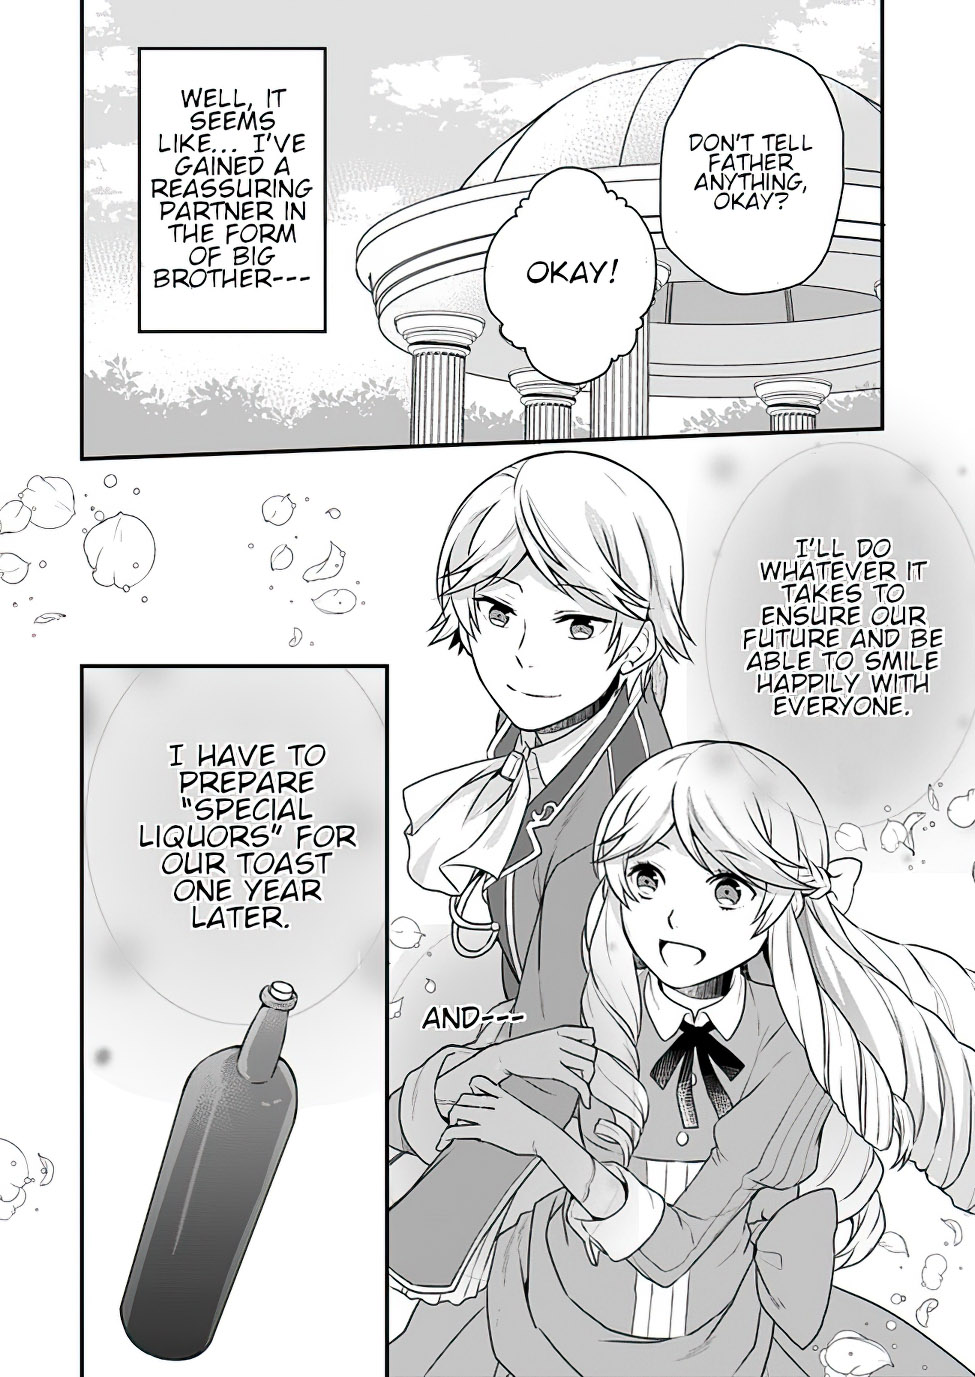 WELL, IT
SEEMS
LIKE... I'VE
GAINED A
REASSURING
PARTNER IN
THE FORM
OF BIG
BROTHER---
DON'T TELL
FATHER
ANYTHING,
OKAY?
OKAY!
I'LL DO
WHATEVER IT
TAKES TO
ENSURE OUR
FUTURE AND BE
ABLE TO SMILE
HAPPILY WITH
EVERYONE.
AND---
I HAVE TO
PREPARE
"SPECIAL
LIQUORS" FOR
OUR TOAST
ONE YEAR
LATER.